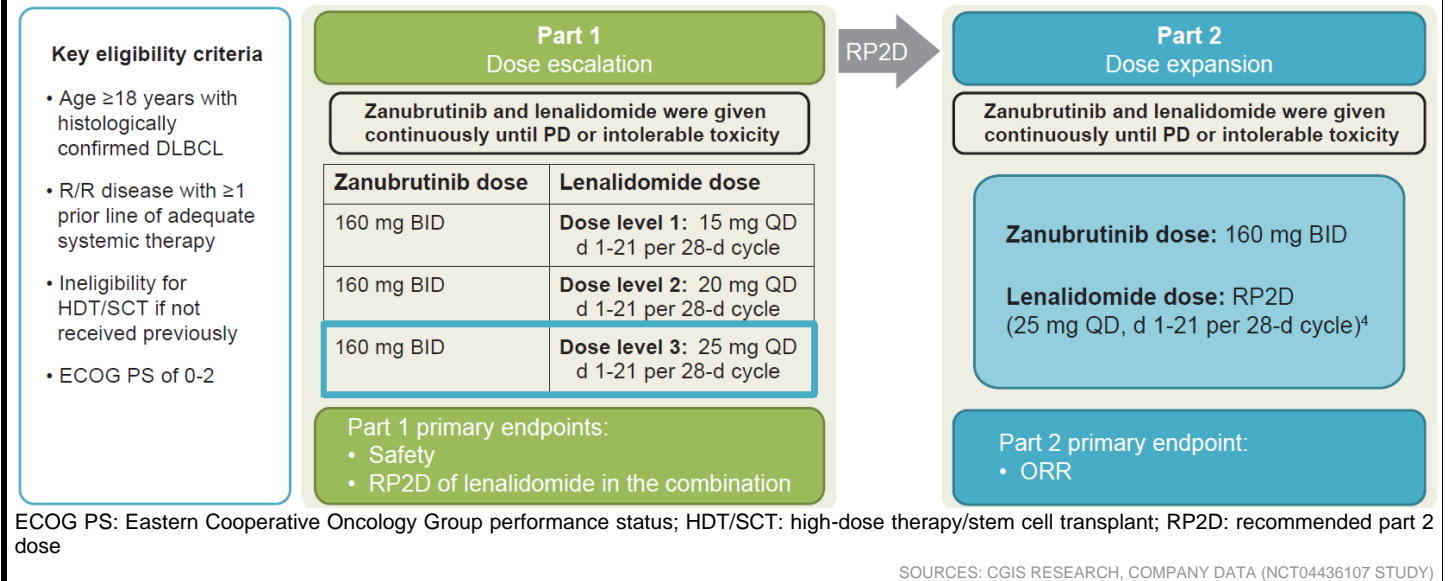 Key eligibility criteria
• Age ≥18 years with
histologically
confirmed DLBCL
• R/R disease with ≥1
prior line of adequate
systemic therapy
• Ineligibility for
HDT/SCT if not
received previously
• ECOG PS of 0-2
Part 1
Dose escalation
Zanubrutinib and lenalidomide were given
continuously until PD or intolerable toxicity
Zanubrutinib dose Lenalidomide dose
160 mg BID Dose level 1: 15 mg QD
d 1-21 per 28-d cycle
160 mg BID Dose level 2: 20 mg QD
d 1-21 per 28-d cycle
160 mg BID Dose level 3: 25 mg QD
d 1-21 per 28-d cycle
Part 1 primary endpoints:
• Safety
• RP2D of lenalidomide in the combination
RP2D
Part 2
Dose expansion
Zanubrutinib and lenalidomide were given
continuously until PD or intolerable toxicity
Zanubrutinib dose: 160 mg BID
Lenalidomide dose: RP2D
(25 mg QD, d 1-21 per 28-d cycle)⁴
Part 2 primary endpoint:
• ORR
ECOG PS: Eastern Cooperative Oncology Group performance status; HDT/SCT: high-dose therapy/stem cell transplant; RP2D: recommended part 2
dose
SOURCES: CGIS RESEARCH, COMPANY DATA (NCT04436107 STUDY)